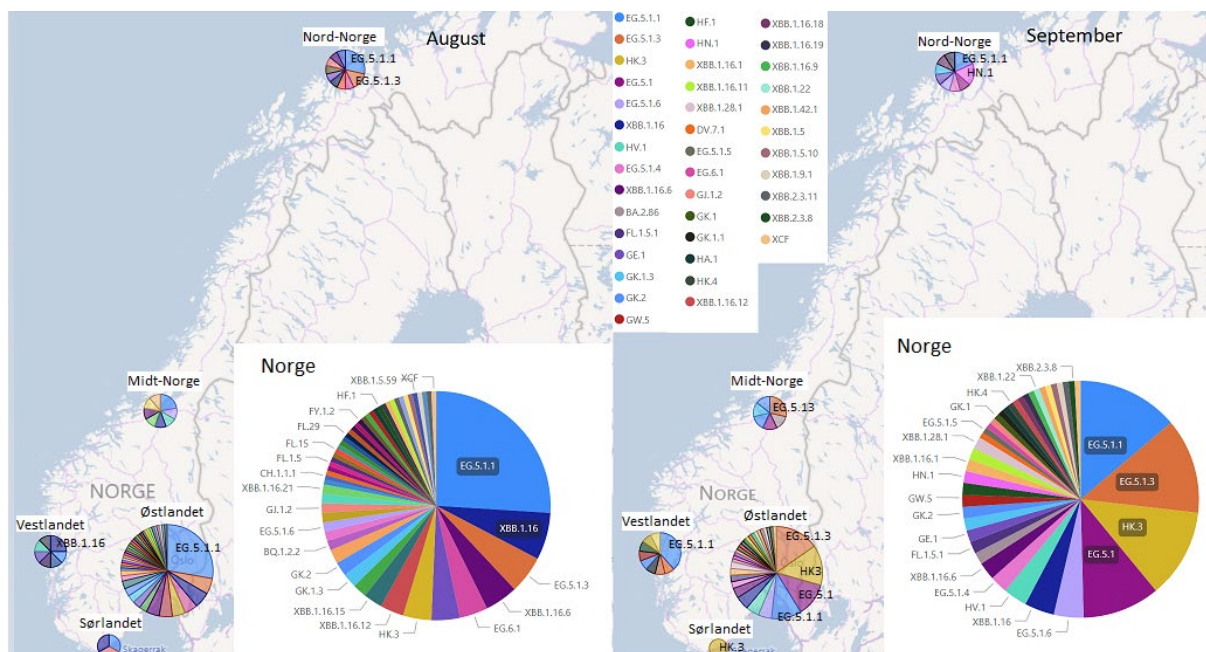 Nord-Norge
August
EG.5.1.1
EG.5.1.3
Midt-Norge
NORGE
Østlandet
Vestlandet
XBB.1.16
EG.5.1.1
Oslo
Sørlandet
Skagerrak
Norge
XBB.1.5.59
XCF
HF.1
FY.1.2
FL.29
FL.15
FL.1.5
CH.1.1.1
XBB.1.16.21
GJ.1.2
EG.5.1.6
BQ.1.2.2
GK.2
GK.1.3
XBB.1.16.15
XBB.1.16.12
HK.3
EG.6.1
XBB.1.16.6
EG.5.1.3
XBB.1.16
EG.5.1.1
EG.5.1.1
EG.5.1.3
HK.3
EG.5.1
EG.5.1.6
XBB.1.16
HV.1
EG.5.1.4
XBB.1.16.6
BA.2.86
FL.1.5.1
GE.1
GK.1.3
GK.2
GW.5
HF.1
HN.1
XBB.1.16.1
XBB.1.16.11
XBB.1.28.1
DV.7.1
EG.5.1.5
EG.6.1
GJ.1.2
GK.1
GK.1.1
HA.1
HK.4
XBB.1.16.12
XBB.1.16.18
XBB.1.16.19
XBB.1.16.9
XBB.1.22
XBB.1.42.1
XBB.1.5
XBB.1.5.10
XBB.1.9.1
XBB.2.3.11
XBB.2.3.8
XCF
September
Nord-Norge
EG.5.1.1
HN.1
Midt-Norge
EG.5.13
NORGE
Østlandet
Vestlandet
EG.5.1.1
EG.5.1.3
HK3
EG.5.1
EG.5.1.1
Sørlandet
HK.3
Skagerrak
Norge
XBB.2.3.8
XBB.1.22
HK.4
GK.1
EG.5.1.5
XBB.1.28.1
XBB.1.16.1
HN.1
GW.5
GK.2
GE.1
FL.1.5.1
XBB.1.16.6
EG.5.1.4
HV.1
XBB.1.16
EG.5.1.6
EG.5.1
HK.3
EG.5.1.3
EG.5.1.1